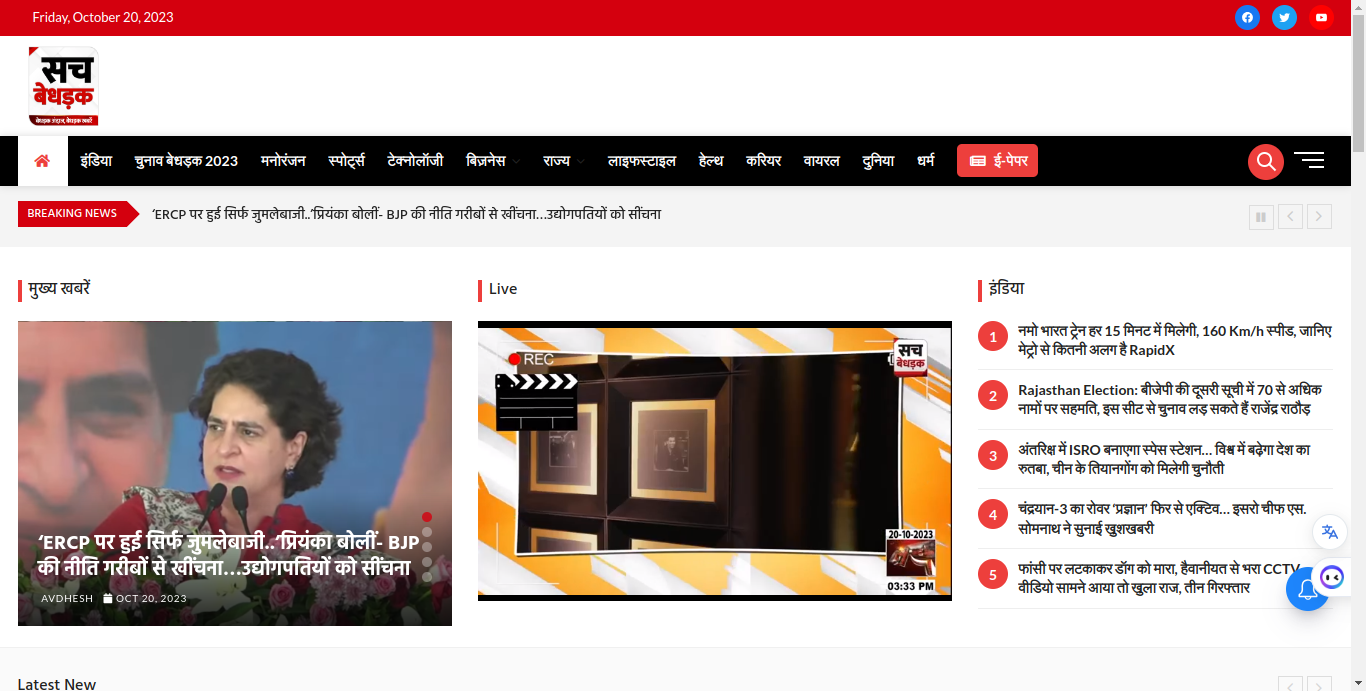 Friday, October 20, 2023
सच
बेधड़क
बेधड़क अंदाज, बेधड़क खबरें
इंडिया चुनाव बेधड़क 2023 मनोरंजन स्पोर्ट्स टेक्नोलॉजी बिज़नेस राज्य लाइफस्टाइल हेल्थ करियर वायरल दुनिया धर्म ई-पेपर
BREAKING NEWS
‘ERCP पर हुई सिर्फ जुमलेबाजी..’प्रियंका बोलीं- BJP की नीति गरीबों से खींचना…उद्योगपतियों को सींचना
मुख्य खबरें
‘ERCP पर हुई सिर्फ जुमलेबाजी..’प्रियंका बोलीं- BJP
की नीति गरीबों से खींचना…उद्योगपतियों को सींचना
AVDHESH OCT 20, 2023
Live
REC
सच
बेधड़क
20-10-2023
03:33 PM
इंडिया
1
नमो भारत ट्रेन हर 15 मिनट में मिलेगी, 160 Km/h स्पीड, जानिए
मेट्रो से कितनी अलग है RapidX
2
Rajasthan Election: बीजेपी की दूसरी सूची में 70 से अधिक
नामों पर सहमति, इस सीट से चुनाव लड़ सकते हैं राजेंद्र राठौड़
3
अंतरिक्ष में ISRO बनाएगा स्पेस स्टेशन… विश्व में बढ़ेगा देश का
रुतबा, चीन के तियानगोंग को मिलेगी चुनौती
4
चंद्रयान-3 का रोवर ‘प्रज्ञान’ फिर से एक्टिव… इसरो चीफ एस.
सोमनाथ ने सुनाई खुशखबरी
5
फांसी पर लटकाकर डॉग को मारा, हैवानीयत से भरा CCTV
वीडियो सामने आया तो खुला राज, तीन गिरफ्तार
Latest New